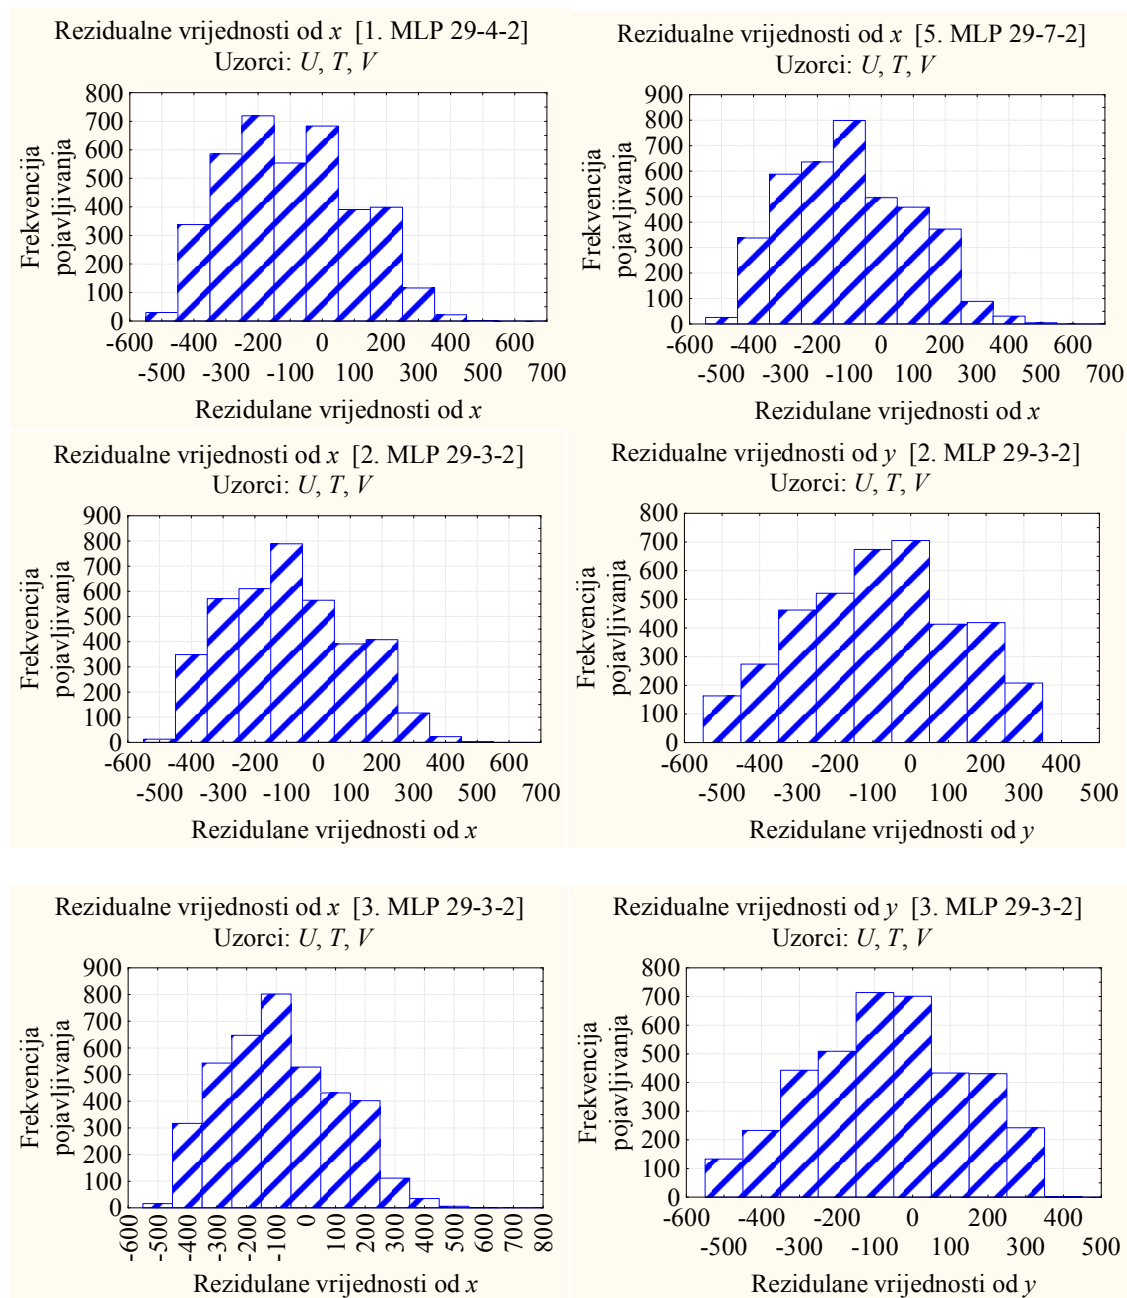 Rezidualne vrijednosti od x [1. MLP 29-4-2]
Uzorci: U, T, V
800
700
600
500
400
300
200
100
0
Frekvencija
pojavljivanja
-600 -400 -200 0 200 400 600
-500 -300 -100 100 300 500 700
Rezidulane vrijednosti od x
Rezidualne vrijednosti od x [5. MLP 29-7-2]
Uzorci: U, T, V
900
800
700
600
500
400
300
200
100
0
Frekvencija
pojavljivanja
-600 -400 -200 0 200 400 600
-500 -300 -100 100 300 500 700
Rezidulane vrijednosti od x
Rezidualne vrijednosti od x [2. MLP 29-3-2]
Uzorci: U, T, V
900
800
700
600
500
400
300
200
100
0
Frekvencija
pojavljivanja
-600 -400 -200 0 200 400 600
-500 -300 -100 100 300 500 700
Rezidulane vrijednosti od x
Rezidualne vrijednosti od y [2. MLP 29-3-2]
Uzorci: U, T, V
800
700
600
500
400
300
200
100
0
Frekvencija
pojavljivanja
-600 -400 -200 0 200 400
-500 -300 -100 100 300 500
Rezidulane vrijednosti od y
Rezidualne vrijednosti od x [3. MLP 29-3-2]
Uzorci: U, T, V
900
800
700
600
500
400
300
200
100
0
Frekvencija
pojavljivanja
-600 -500 -400 -300 -200 -100 0 100 200 300 400 500 600 700 800
Rezidulane vrijednosti od x
Rezidualne vrijednosti od y [3. MLP 29-3-2]
Uzorci: U, T, V
800
700
600
500
400
300
200
100
0
Frekvencija
pojavljivanja
-600 -400 -200 0 200 400
-500 -300 -100 100 300 500
Rezidulane vrijednosti od y